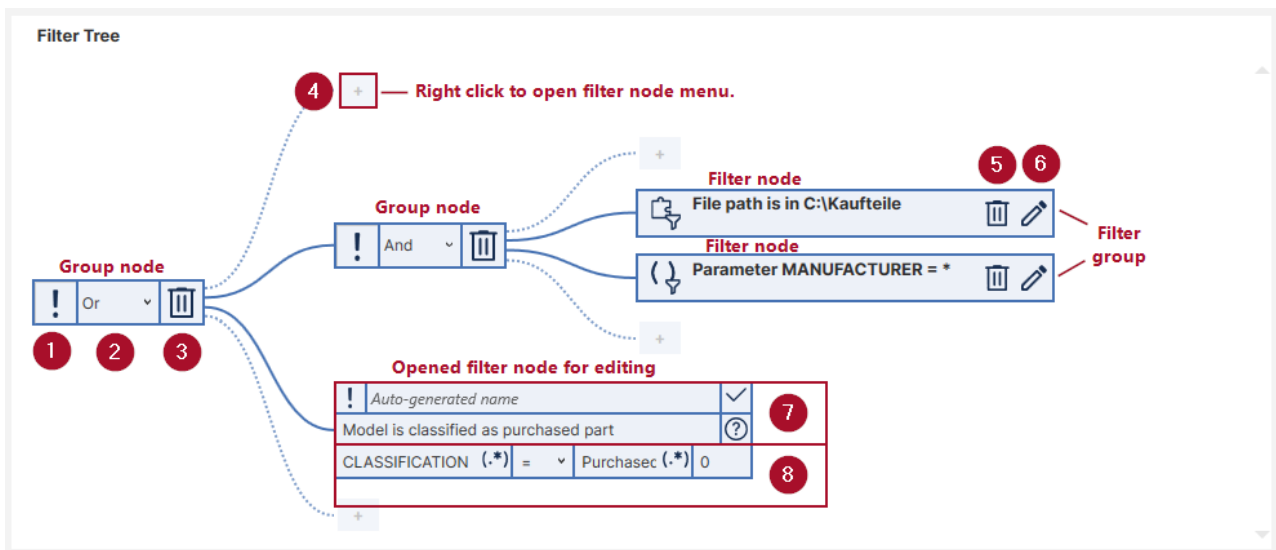 Filter Tree
4
+
Right click to open filter node menu.
+
5
6
Filter node
File path is in C:\Kaufteile
Group node
! And
Filter node
Parameter MANUFACTURER = *
Filter
group
Group node
! Or
1
2
3
+
Opened filter node for editing
! Auto-generated name
7
Model is classified as purchased part ?
CLASSIFICATION (.*) = Purchasec (.*) 0
8
+